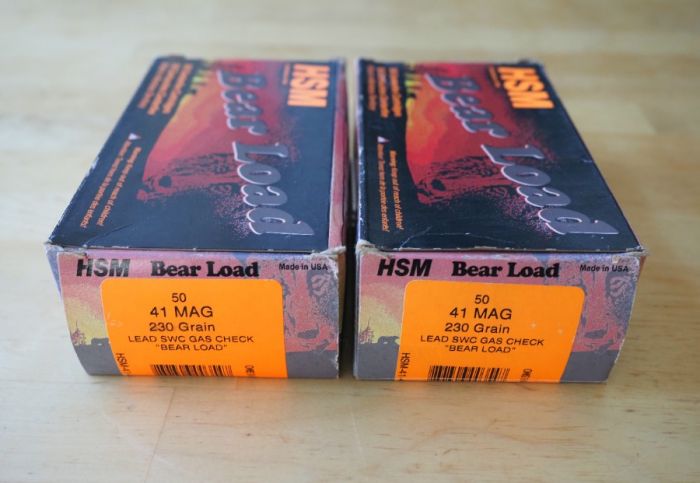 HSM
Bear Load
HSM
Bear Load
HSM Bear Load Made in USA
50
41 MAG
230 Grain
LEAD SWC GAS CHECK
"BEAR LOAD"
HSM Bear Load Made in USA
50
41 MAG
230 Grain
LEAD SWC GAS CHECK
"BEAR LOAD"
HSM-41